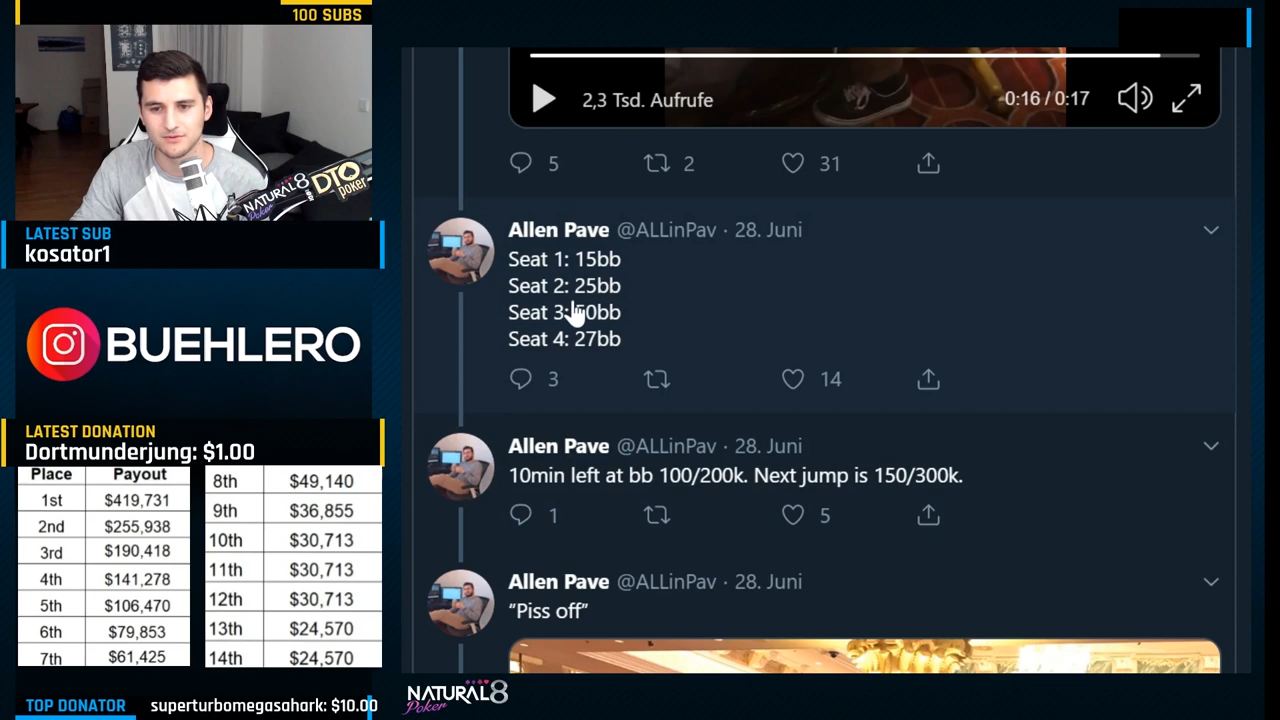 100 SUBS
NATURAL8
Poker
DTO
poker
LATEST SUB
kosator1
BUEHLERO
LATEST DONATION
Dortmunderjung: $1.00
Place Payout
1st $419,731
2nd $255,938
3rd $190,418
4th $141,278
5th $106,470
6th $79,853
7th $61,425
8th $49,140
9th $36,855
10th $30,713
11th $30,713
12th $30,713
13th $24,570
14th $24,570
TOP DONATOR superturbomegasahark: $10.00
2,3 Tsd. Aufrufe 0:16 / 0:17
5 2 31
Allen Pave @ALLinPav · 28. Juni
Seat 1: 15bb
Seat 2: 25bb
Seat 3: 50bb
Seat 4: 27bb
3 14
Allen Pave @ALLinPav · 28. Juni
10min left at bb 100/200k. Next jump is 150/300k.
1 5
Allen Pave @ALLinPav · 28. Juni
“Piss off”
NATURAL8
Poker